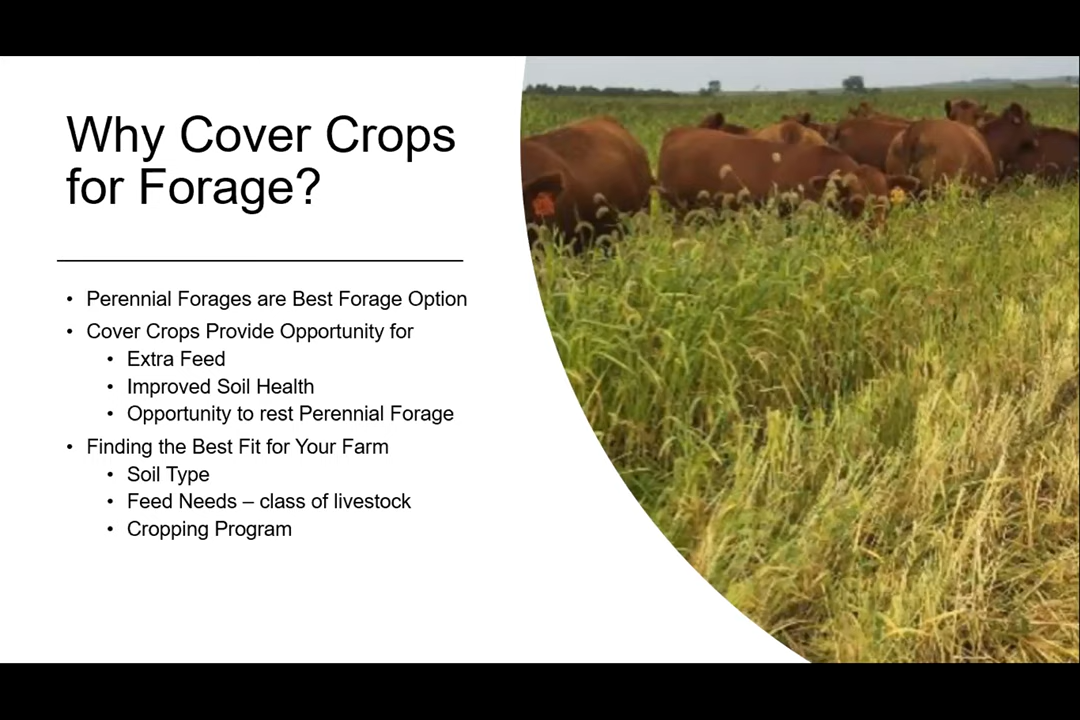 Why Cover Crops
for Forage?
• Perennial Forages are Best Forage Option
• Cover Crops Provide Opportunity for
• Extra Feed
• Improved Soil Health
• Opportunity to rest Perennial Forage
• Finding the Best Fit for Your Farm
• Soil Type
• Feed Needs – class of livestock
• Cropping Program